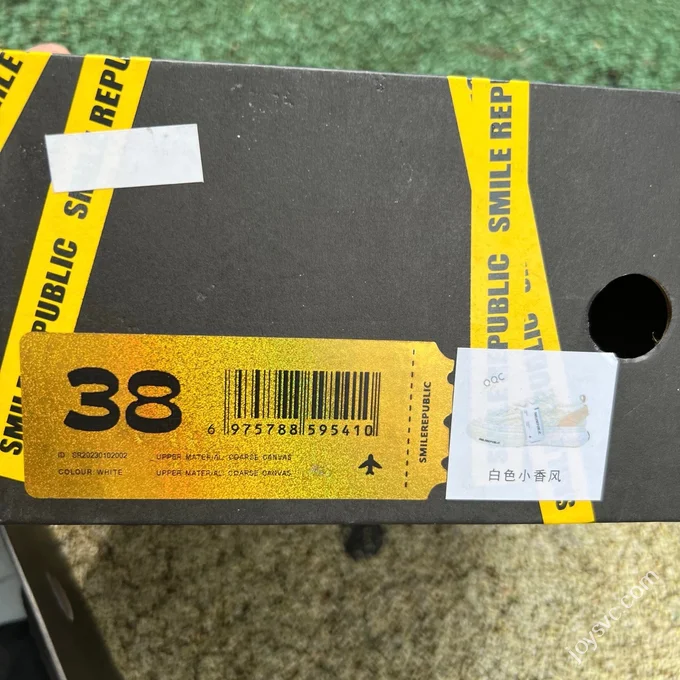 SMILE REPUBLIC
SMILE REPUBLIC
SMILE REPUBLIC
38
6 975788 595410
ID SR20230102002
COLOUR WHITE
UPPER MATERIAL: COARSE CANVAS
UPPER MATERIAL: COARSE CANVAS
SMILEREPUBLIC
OQC
白色小香风
joysvc.com